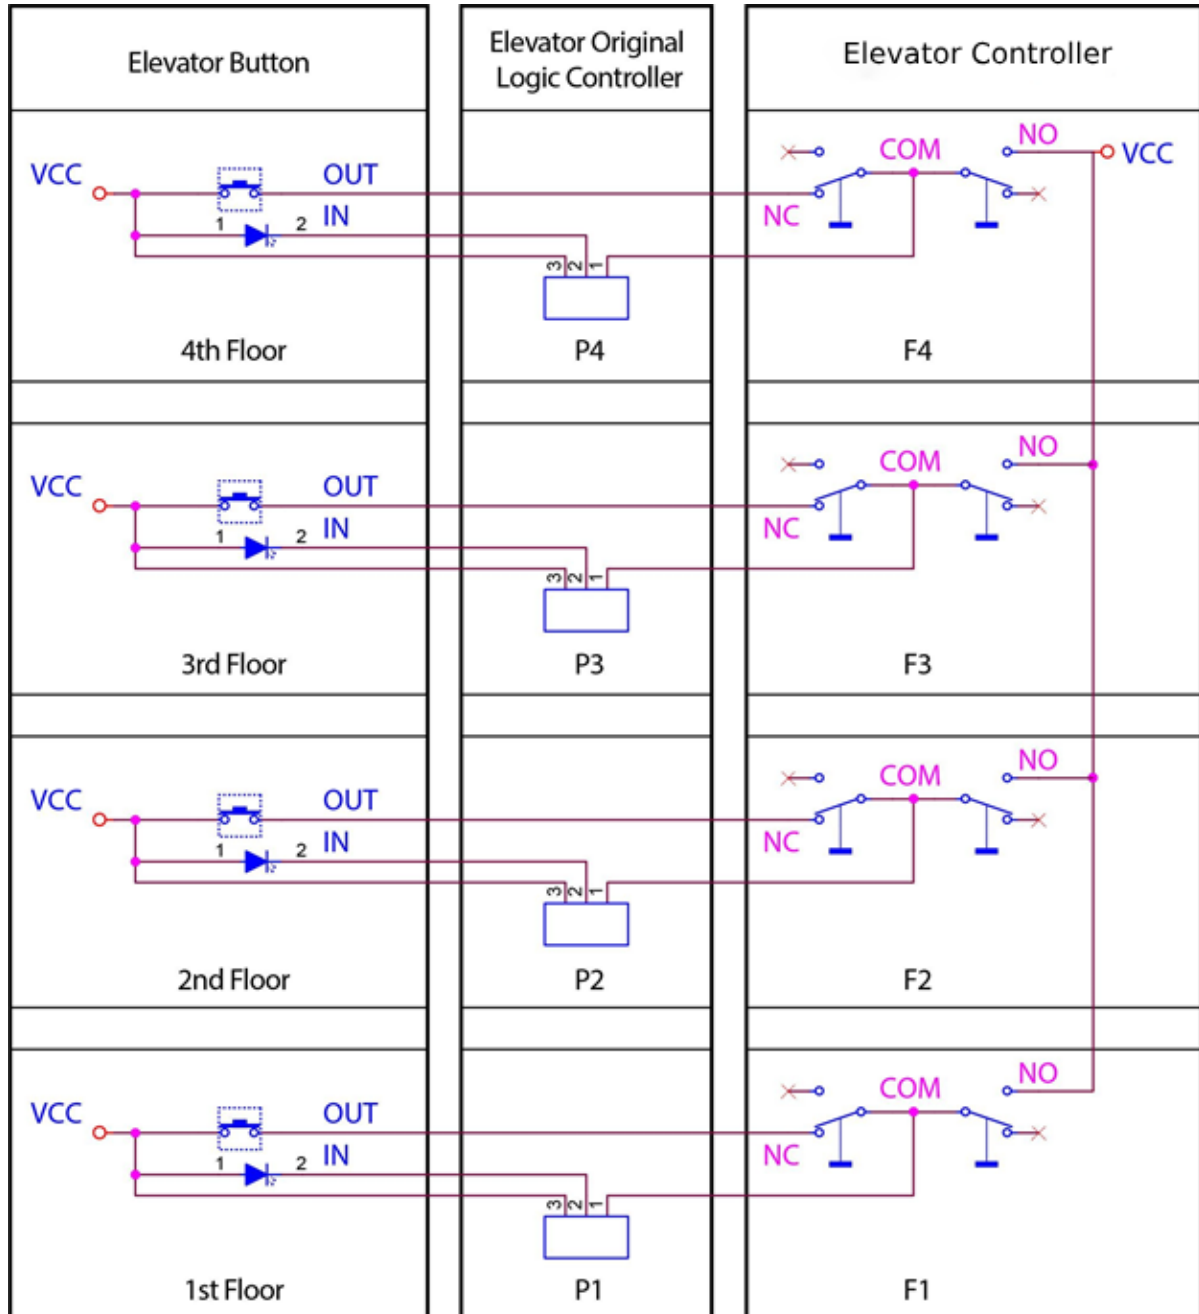 Elevator Button
Elevator Original
Logic Controller
Elevator Controller
VCC
OUT
IN
1
2
3
2
1
NC
COM
NO
VCC
4th Floor
P4
F4
VCC
OUT
IN
1
2
3
2
1
NC
COM
NO
3rd Floor
P3
F3
VCC
OUT
IN
1
2
3
2
1
NC
COM
NO
2nd Floor
P2
F2
VCC
OUT
IN
1
2
3
2
1
NC
COM
NO
1st Floor
P1
F1